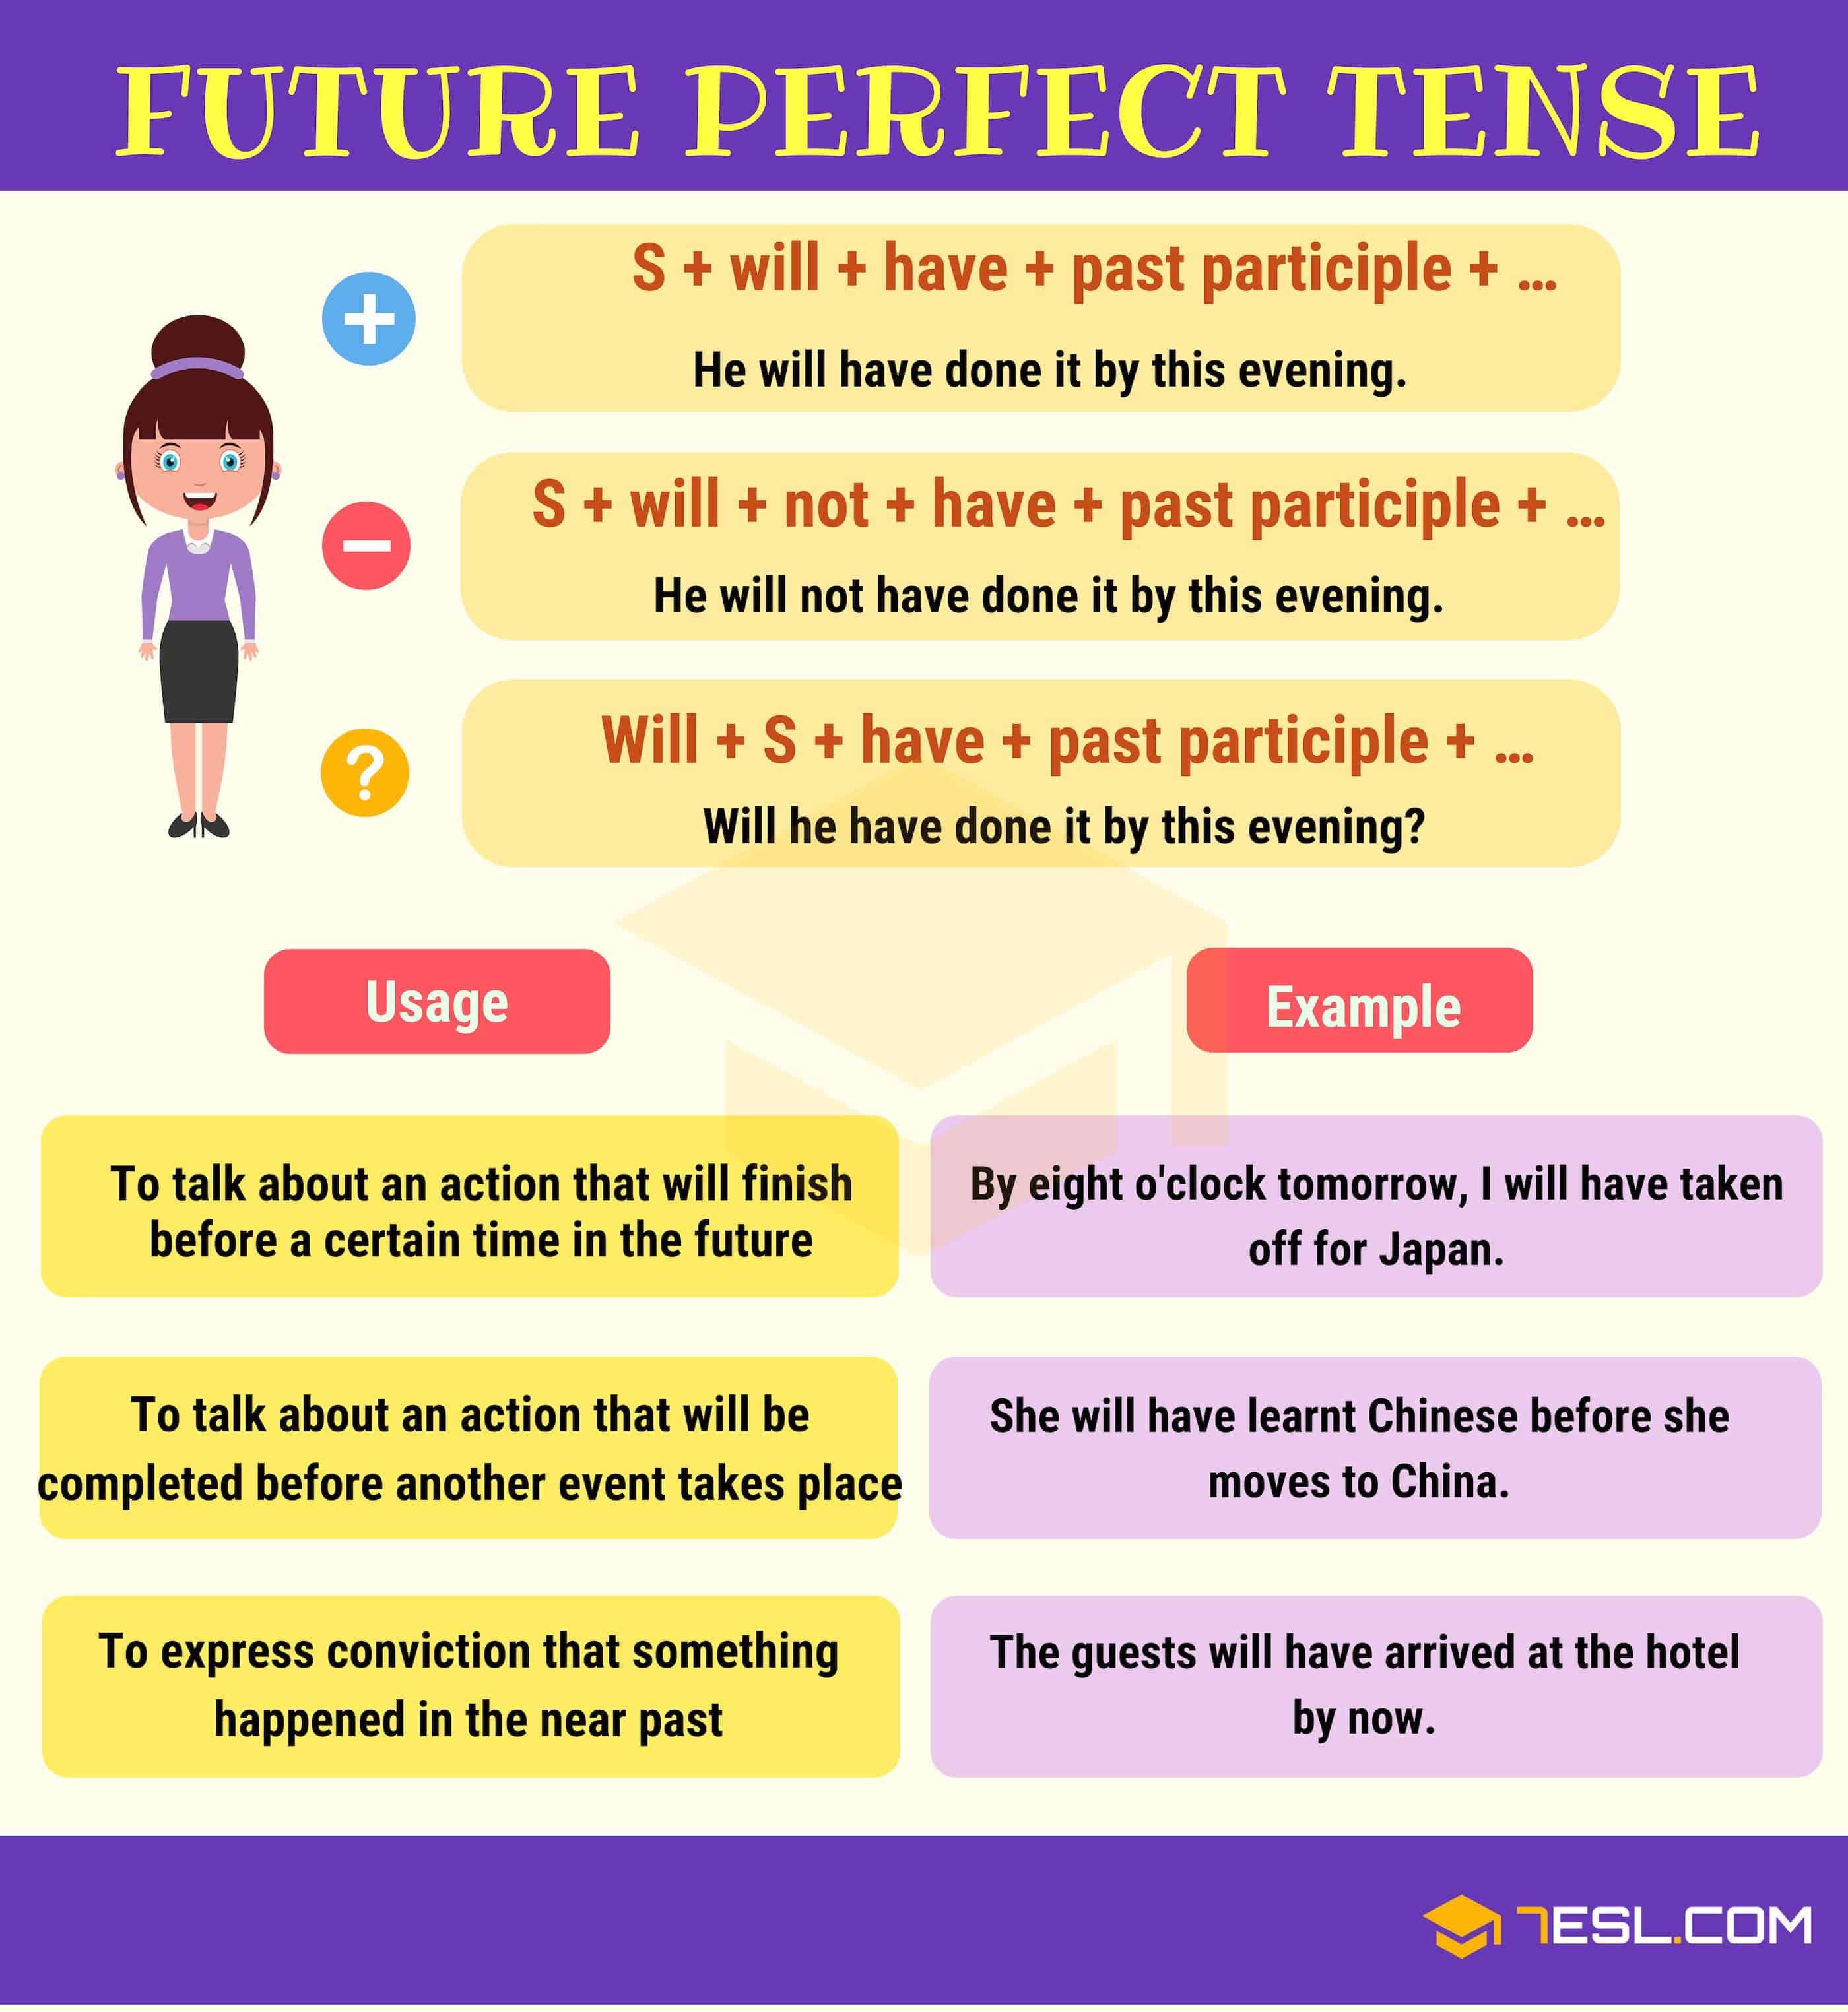 FUTURE PERFECT TENSE
S + will + have + past participle + ...
He will have done it by this evening.
S + will + not + have + past participle + ...
He will not have done it by this evening.
?
Will + S + have + past participle + ...
Will he have done it by this evening?
Usage
Example
To talk about an action that will finish
before a certain time in the future
By eight o'clock tomorrow, I will have taken
off for Japan.
To talk about an action that will be
completed before another event takes place
She will have learnt Chinese before she
moves to China.
To express conviction that something
happened in the near past
The guests will have arrived at the hotel
by now.
7ESL.COM